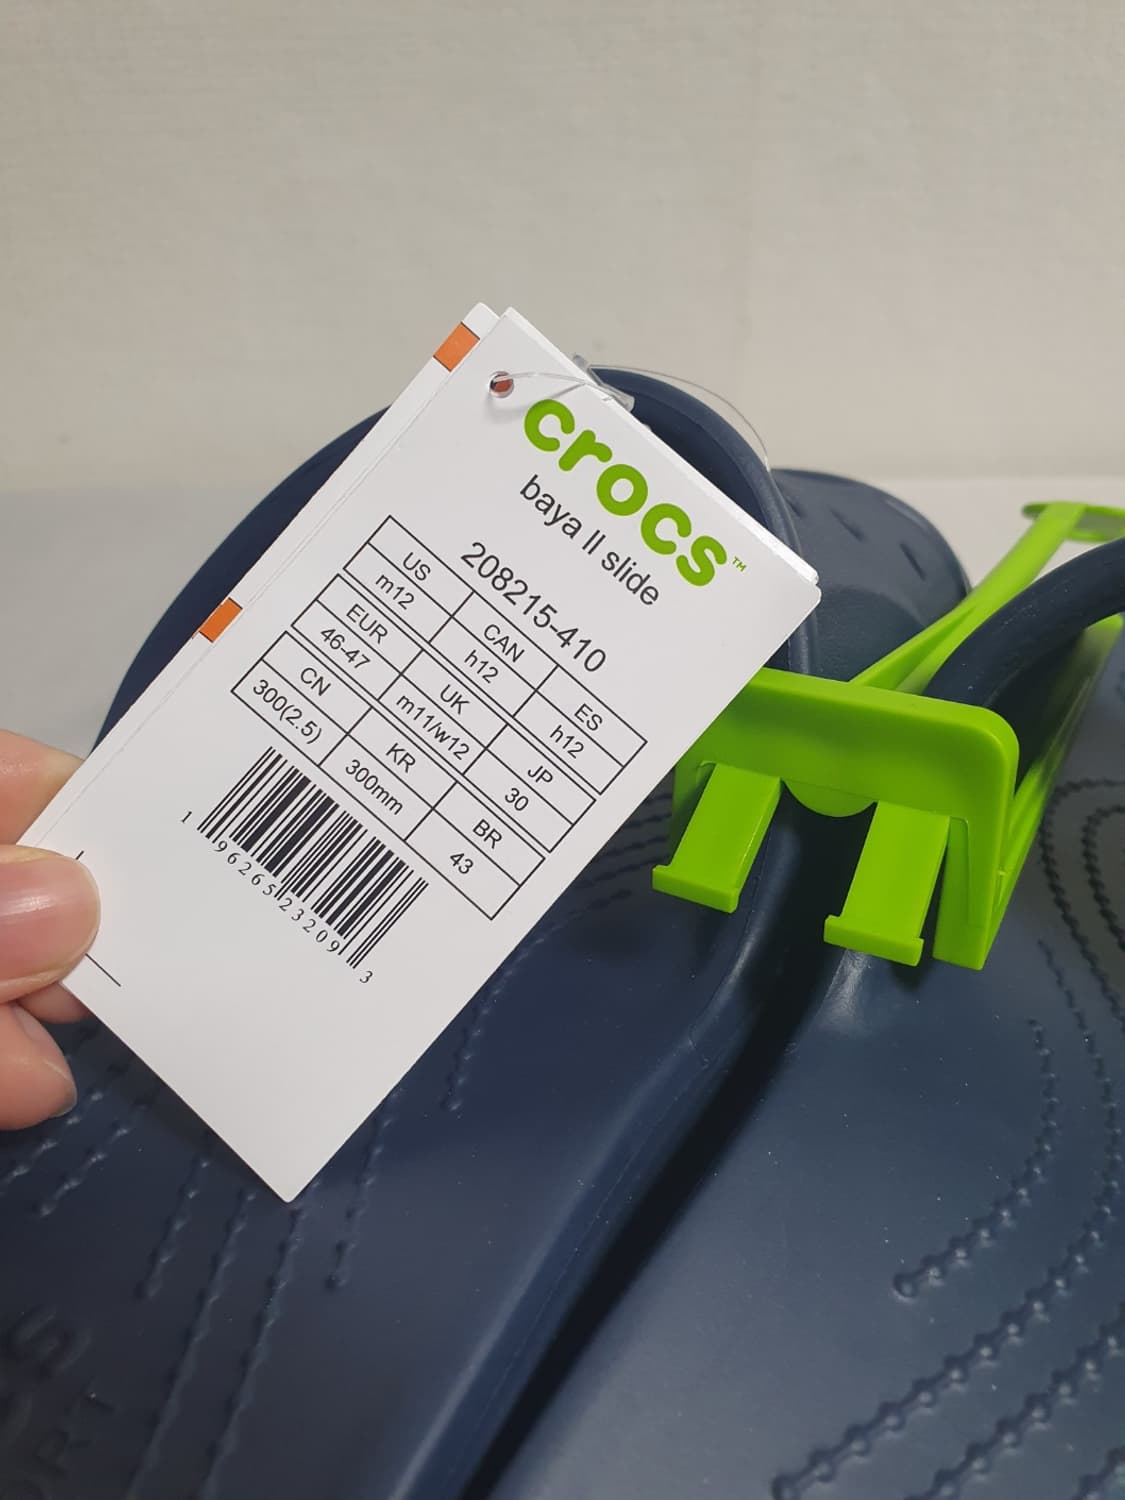 crocs™
baya II slide
208215-410
US CAN ES
m12 h12 h12
EUR UK JP
46-47 m11/w12 30
CN KR BR
300(2.5) 300mm 43
1 96265 23209 3